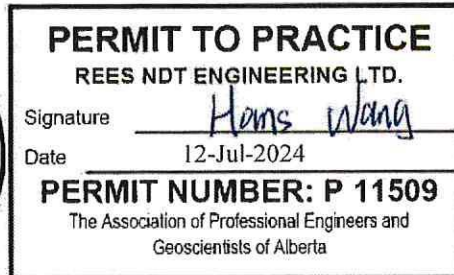 PERMIT TO PRACTICE
REES NDT ENGINEERING LTD.
Signature Hans Wang
Date 12-Jul-2024
PERMIT NUMBER: P 11509
The Association of Professional Engineers and
Geoscientists of Alberta